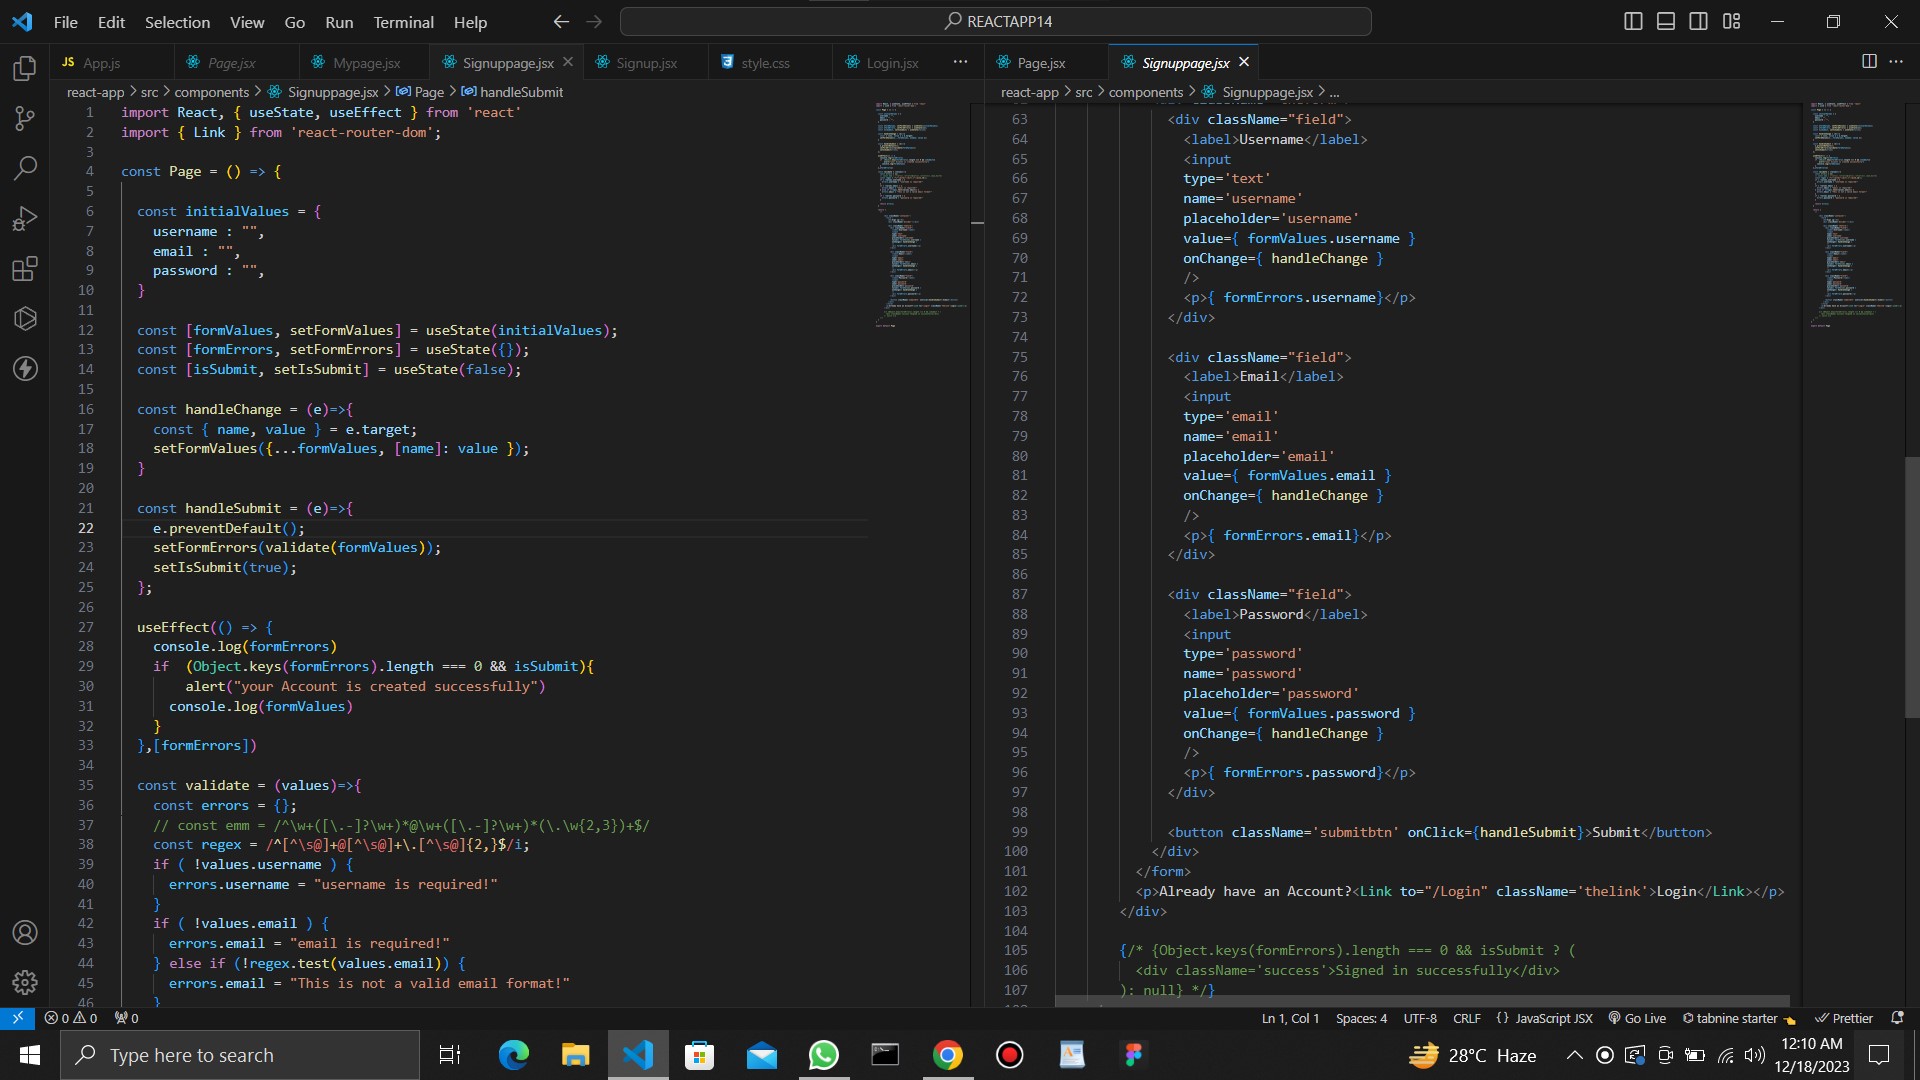 File Edit Selection View Go Run Terminal Help
REACTAPP14
JS App.js
Page.jsx
Mypage.jsx
Signuppage.jsx
Signup.jsx
style.css
Login.jsx
Page.jsx
Signuppage.jsx
react-app > src > components > Signuppage.jsx > Page > handleSubmit
1 import React, { useState, useEffect } from 'react'
2 import { Link } from 'react-router-dom';
3
4 const Page = () => {
5
6 const initialValues = {
7 username : "",
8 email : "",
9 password : "",
10 }
11
12 const [formValues, setFormValues] = useState(initialValues);
13 const [formErrors, setFormErrors] = useState({});
14 const [isSubmit, setIsSubmit] = useState(false);
15
16 const handleChange = (e)=>{
17 const { name, value } = e.target;
18 setFormValues({...formValues, [name]: value });
19 }
20
21 const handleSubmit = (e)=>{
22 e.preventDefault();
23 setFormErrors(validate(formValues));
24 setIsSubmit(true);
25 };
26
27 useEffect(() => {
28 console.log(formErrors)
29 if (Object.keys(formErrors).length === 0 && isSubmit){
30 alert("your Account is created successfully")
31 console.log(formValues)
32 }
33 },[formErrors])
34
35 const validate = (values)=>{
36 const errors = {};
37 // const emm = /^\w+([\.-]?\w+)*@\w+([\.-]?\w+)*(\.\w{2,3})+$/
38 const regex = /^[^\s@]+@[^\s@]+\.[^\s@]{2,}$/i;
39 if ( !values.username ) {
40 errors.username = "username is required!"
41 }
42 if ( !values.email ) {
43 errors.email = "email is required!"
44 } else if (!regex.test(values.email)) {
45 errors.email = "This is not a valid email format!"
46 }
react-app > src > components > Signuppage.jsx > ...
63 <div className="field">
64 <label>Username</label>
65 <input
66 type='text'
67 name='username'
68 placeholder='username'
69 value={ formValues.username }
70 onChange={ handleChange }
71 />
72 <p>{ formErrors.username}</p>
73 </div>
74
75 <div className="field">
76 <label>Email</label>
77 <input
78 type='email'
79 name='email'
80 placeholder='email'
81 value={ formValues.email }
82 onChange={ handleChange }
83 />
84 <p>{ formErrors.email}</p>
85 </div>
86
87 <div className="field">
88 <label>Password</label>
89 <input
90 type='password'
91 name='password'
92 placeholder='password'
93 value={ formValues.password }
94 onChange={ handleChange }
95 />
96 <p>{ formErrors.password}</p>
97 </div>
98
99 <button className='submitbtn' onClick={handleSubmit}>Submit</button>
100 </div>
101 </form>
102 <p>Already have an Account?<Link to="/Login" className='thelink'>Login</Link></p>
103 </div>
104
105 {/* {Object.keys(formErrors).length === 0 && isSubmit ? (
106 <div className='success'>Signed in successfully</div>
107 ): null} */}
0 0 0
Ln 1, Col 1 Spaces: 4 UTF-8 CRLF {} JavaScript JSX Go Live tabnine starter Prettier
Type here to search
28°C Haze
12:10 AM
12/18/2023